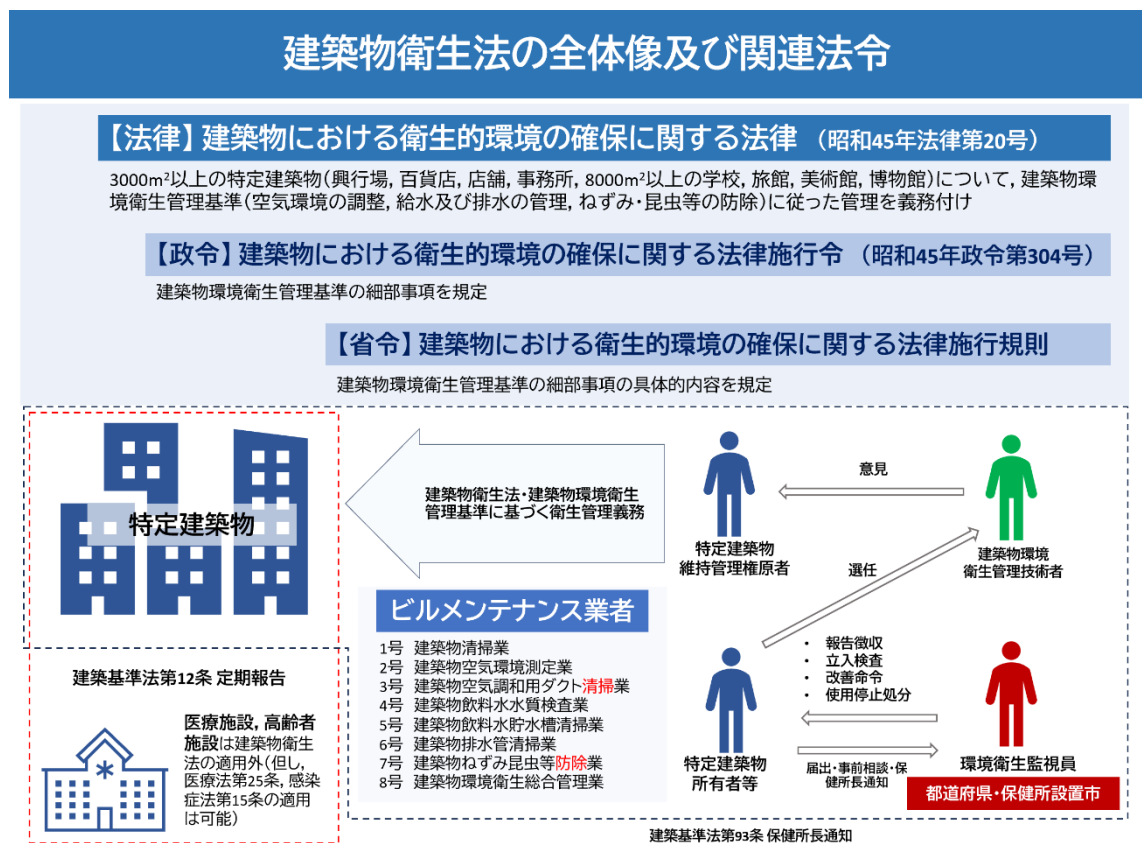 建築物衛生法の全体像及び関連法令
【法律】建築物における衛生的環境の確保に関する法律 （昭和45年法律第20号）
3000m²以上の特定建築物（興行場, 百貨店, 店舗, 事務所, 8000m²以上の学校, 旅館, 美術館, 博物館）について, 建築物環
境衛生管理基準（空気環境の調整, 給水及び排水の管理, ねずみ・昆虫等の防除）に従った管理を義務付け
【政令】建築物における衛生的環境の確保に関する法律施行令 （昭和45年政令第304号）
建築物環境衛生管理基準の細部事項を規定
【省令】建築物における衛生的環境の確保に関する法律施行規則
建築物環境衛生管理基準の細部事項の具体的内容を規定
特定建築物
建築物衛生法・建築物環境衛生
管理基準に基づく衛生管理義務
特定建築物
維持管理権原者
意見
建築物環境
衛生管理技術者
選任
ビルメンテナンス業者
1号 建築物清掃業
2号 建築物空気環境測定業
3号 建築物空気調和用ダクト清掃業
4号 建築物飲料水水質検査業
5号 建築物飲料水貯水槽清掃業
6号 建築物排水管清掃業
7号 建築物ねずみ昆虫等防除業
8号 建築物環境衛生総合管理業
• 報告徴収
• 立入検査
• 改善命令
• 使用停止処分
特定建築物
所有者等
届出・事前相談・保
健所長通知
環境衛生監視員
都道府県・保健所設置市
建築基準法第12条 定期報告
医療施設, 高齢者
施設は建築物衛生
法の適用外（但し,
医療法第25条, 感染
症法第15条の適用
は可能）
建築基準法第93条 保健所長通知